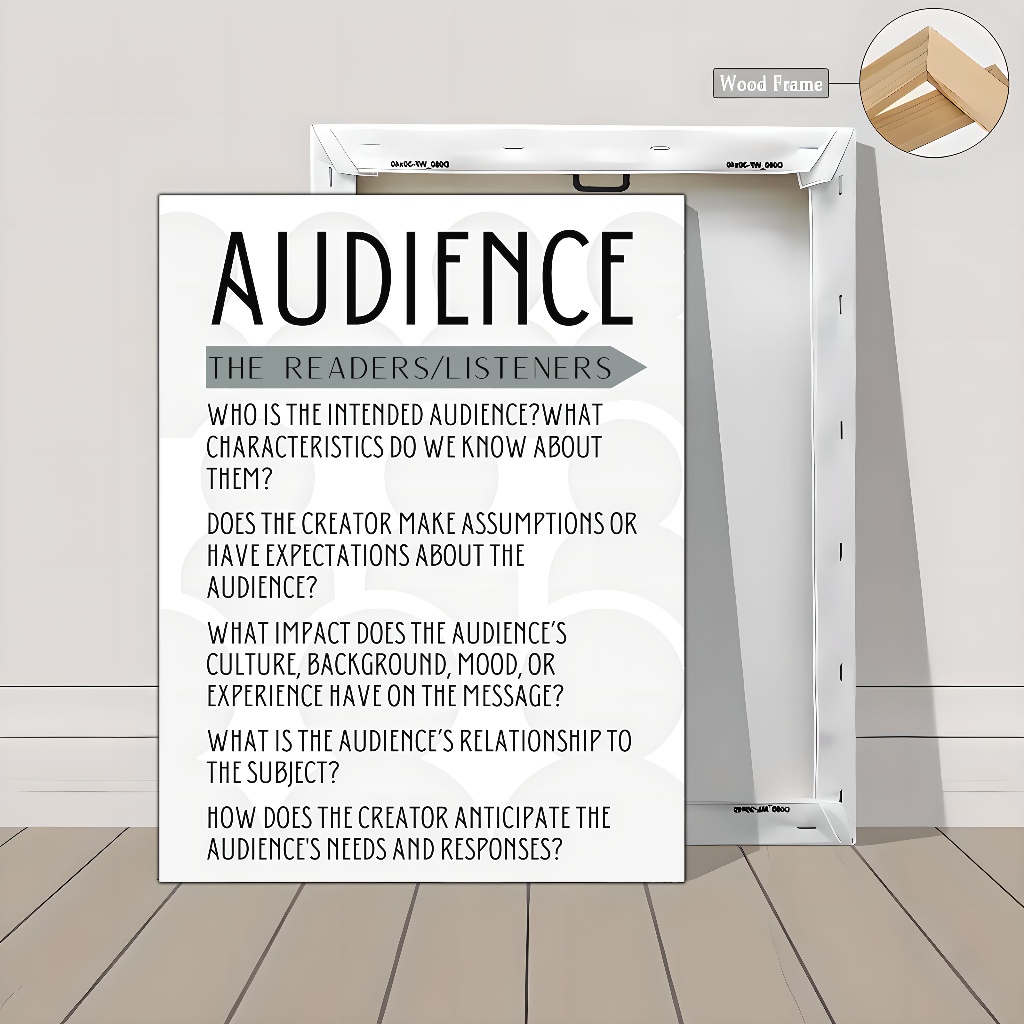 Wood Frame
AUDIENCE
THE READERS/LISTENERS
WHO IS THE INTENDED AUDIENCE?WHAT
CHARACTERISTICS DO WE KNOW ABOUT
THEM?
DOES THE CREATOR MAKE ASSUMPTIONS OR
HAVE EXPECTATIONS ABOUT THE
AUDIENCE?
WHAT IMPACT DOES THE AUDIENCE'S
CULTURE, BACKGROUND, MOOD, OR
EXPERIENCE HAVE ON THE MESSAGE?
WHAT IS THE AUDIENCE'S RELATIONSHIP TO
THE SUBJECT?
HOW DOES THE CREATOR ANTICIPATE THE
AUDIENCE'S NEEDS AND RESPONSES?